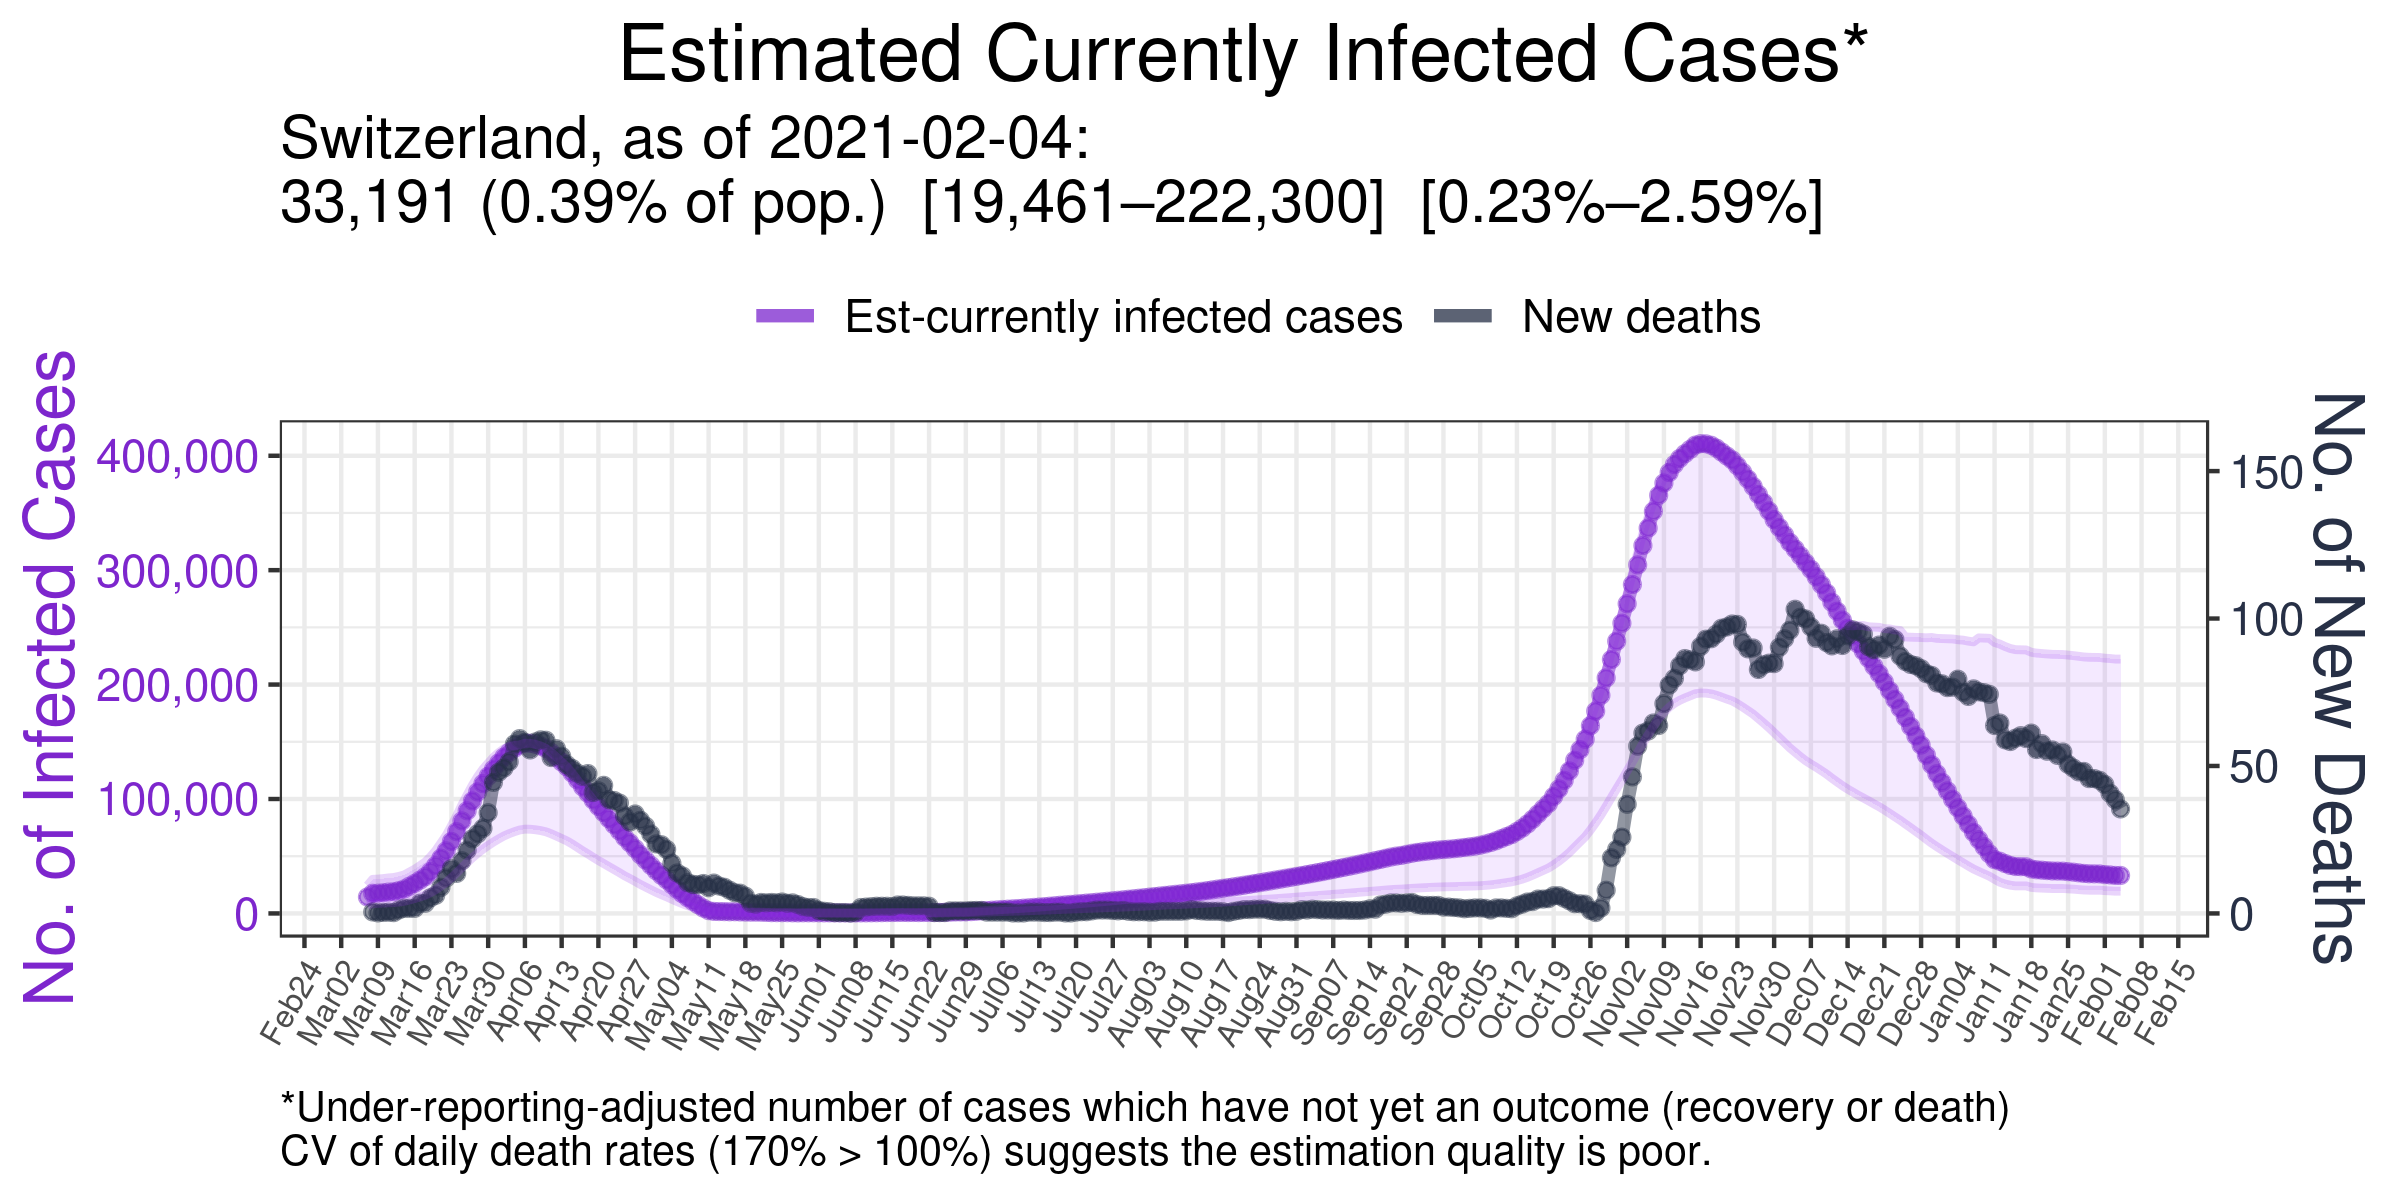 Estimated Currently Infected Cases*
Switzerland, as of 2021-02-04:
33,191 (0.39% of pop.) [19,461–222,300] [0.23%–2.59%]
Est-currently infected cases New deaths
No. of Infected Cases
400,000
300,000
200,000
100,000
0
150
100
50
0
No. of New Deaths
Feb24 Mar02 Mar09 Mar16 Mar23 Mar30 Apr06 Apr13 Apr20 Apr27 May04 May11 May18 May25 Jun01 Jun08 Jun15 Jun22 Jun29 Jul06 Jul13 Jul20 Jul27 Aug03 Aug10 Aug17 Aug24 Aug31 Sep07 Sep14 Sep21 Sep28 Oct05 Oct12 Oct19 Oct26 Nov02 Nov09 Nov16 Nov23 Nov30 Dec07 Dec14 Dec21 Dec28 Jan04 Jan11 Jan18 Jan25 Feb01 Feb08 Feb15
*Under-reporting-adjusted number of cases which have not yet an outcome (recovery or death)
CV of daily death rates (170% > 100%) suggests the estimation quality is poor.